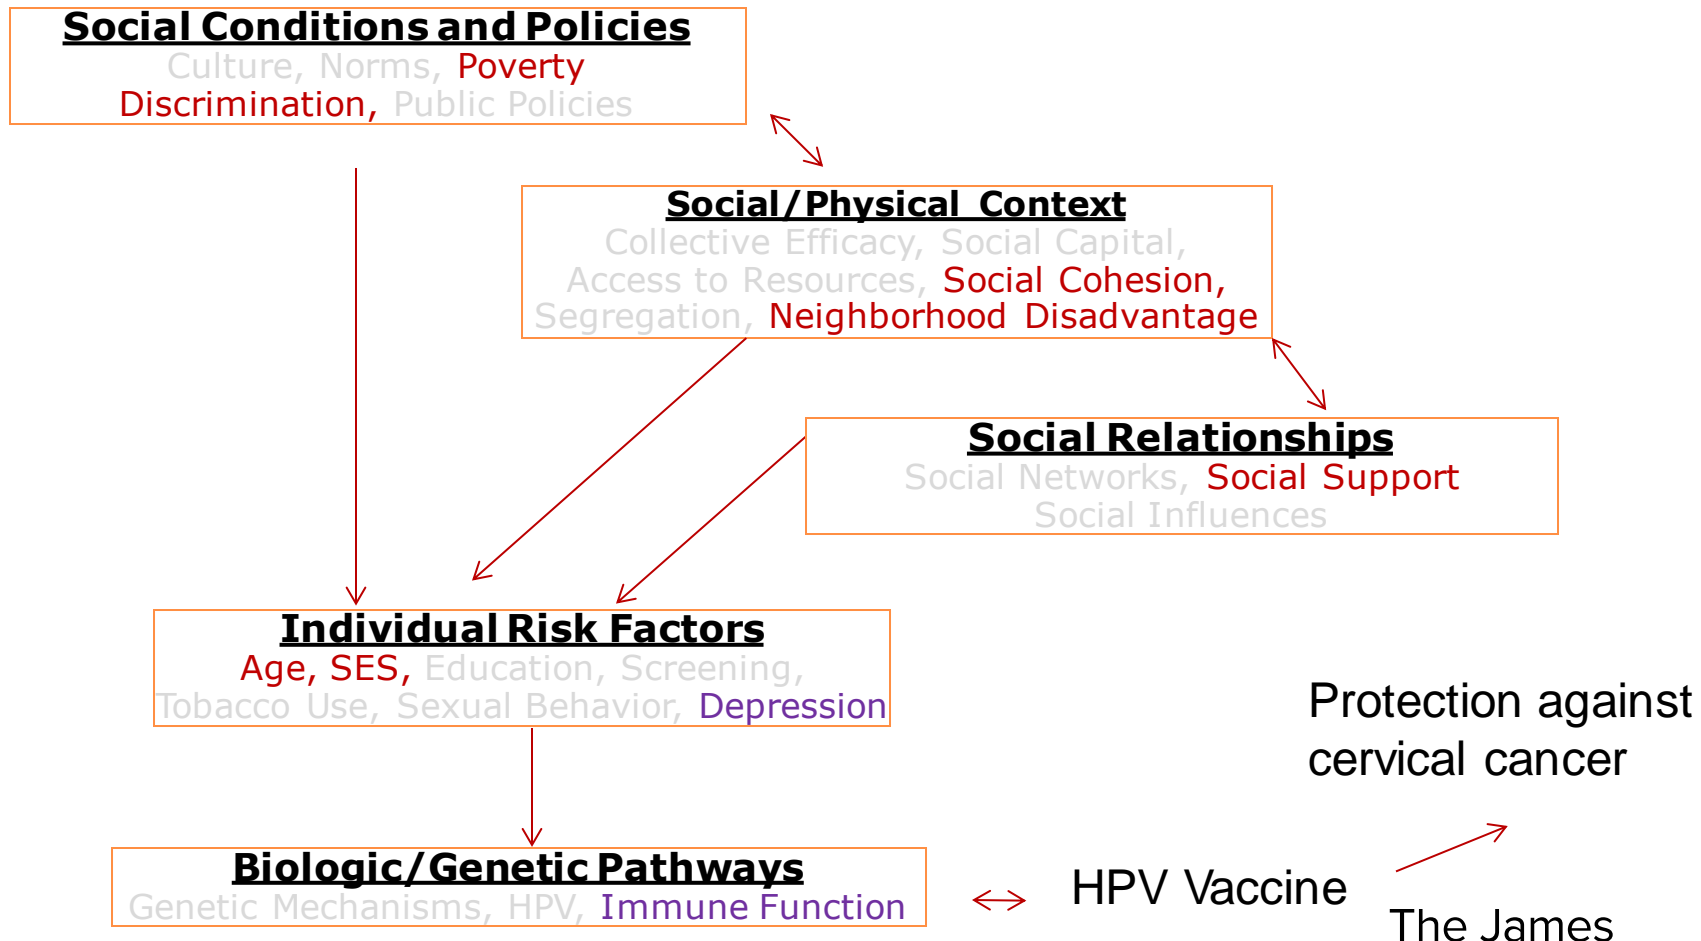 Social Conditions and Policies
Culture, Norms, Poverty
Discrimination, Public Policies
Social/Physical Context
Collective Efficacy, Social Capital,
Access to Resources, Social Cohesion,
Segregation, Neighborhood Disadvantage
Social Relationships
Social Networks, Social Support
Social Influences
Individual Risk Factors
Age, SES, Education, Screening,
Tobacco Use, Sexual Behavior, Depression
Protection against
cervical cancer
Biologic/Genetic Pathways
Genetic Mechanisms, HPV, Immune Function
HPV Vaccine
The James